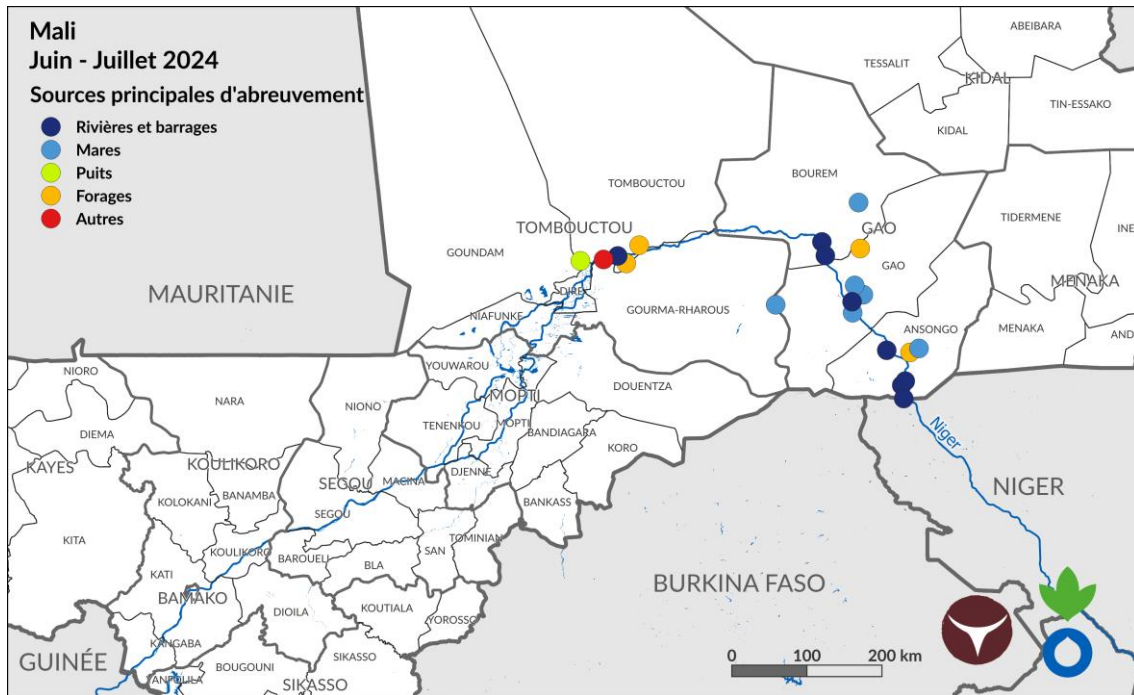 Mali
Juin - Juillet 2024
Sources principales d'abreuvement
Rivières et barrages
Mares
Puits
Forages
Autres
ABEIBARA
TESSALIT
KIDAL
TIN-ESSAKO
KIDAL
TOMBOUCTOU
BOUREM
TIDERMENE
INE
TOMBOUCTOU
GAO
GOUNDAM
GAO
MENAKA
MAURITANIE
DIRE
NIAFUNKE
GOURMA-RHAROUS
ANSONGO
MENAKA
AND
NIORO
YOUWAROU
DOUENTZA
NARA
NIONO
MOPTI
TENENKOU
MOPTI
BANDIAGARA
DIEMA
KORO
Niger
KAYES
KOULIKORO
DJENNE
SEGOU
MACINA
NIGER
KOLOKANI
BANAMBA
BANKASS
SEGOU
KITA
TOMINIAN
KOULIKORO
BAROUELI
SAN
KATI
BLA
BURKINA FASO
BAMAKO
DIOILA
KOUTIALA
YOROSSO
KANGABA
GUINÉE
BOUGOUNI
SIKASSO
SIKASSO
0 100 200 km